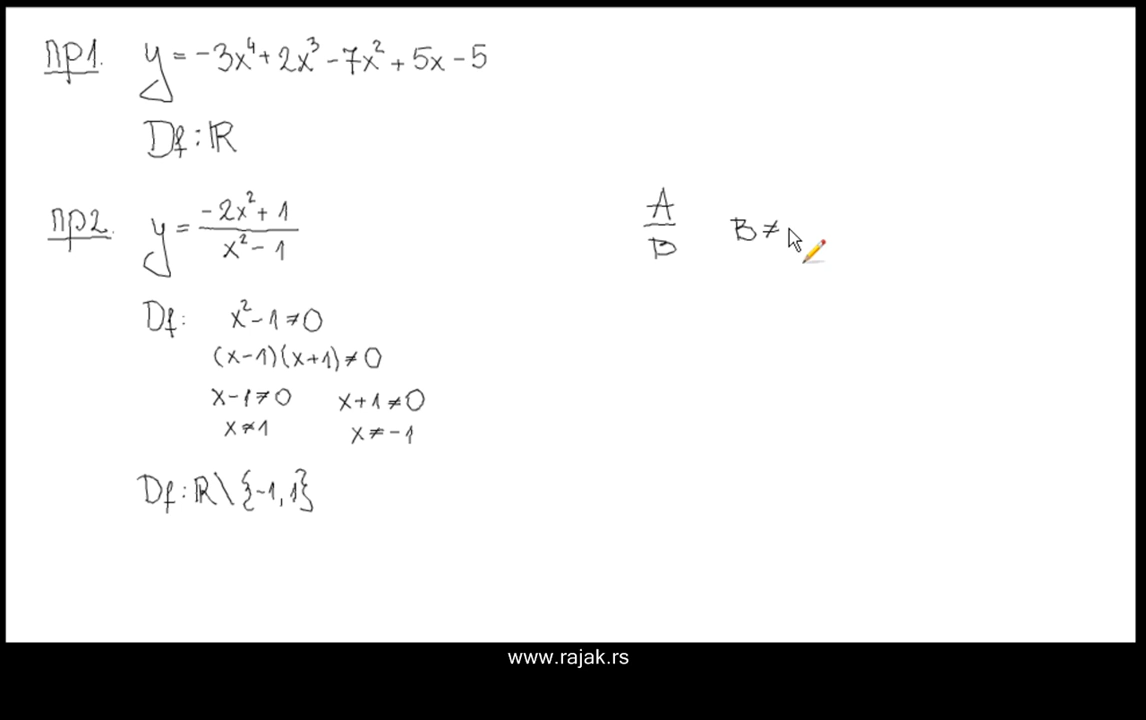 пр1. y = -3x⁴ + 2x³ - 7x² + 5x - 5
Df: ℝ
пр2. y = (-2x² + 1)/(x² - 1)
Df: x² - 1 ≠ 0
(x-1)(x+1) ≠ 0
x-1 ≠ 0 x+1 ≠ 0
x ≠ 1 x ≠ -1
Df: ℝ \ {-1, 1}
A/B B ≠
www.rajak.rs